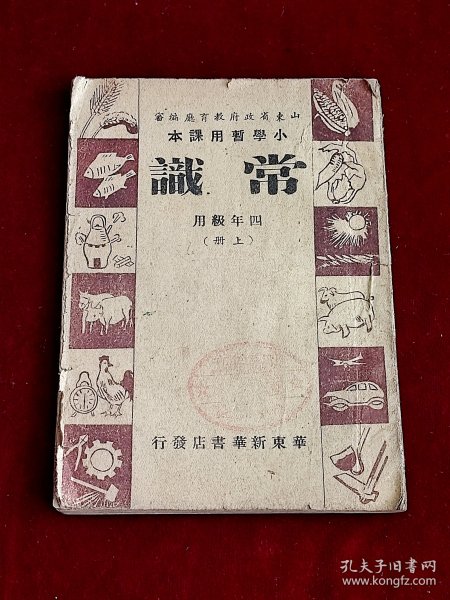 山東省政府教育廳編審
小學暫用課本
常識
四年級用
(上册)
華東新華書店發行
孔夫子旧书网
www.kongfz.com